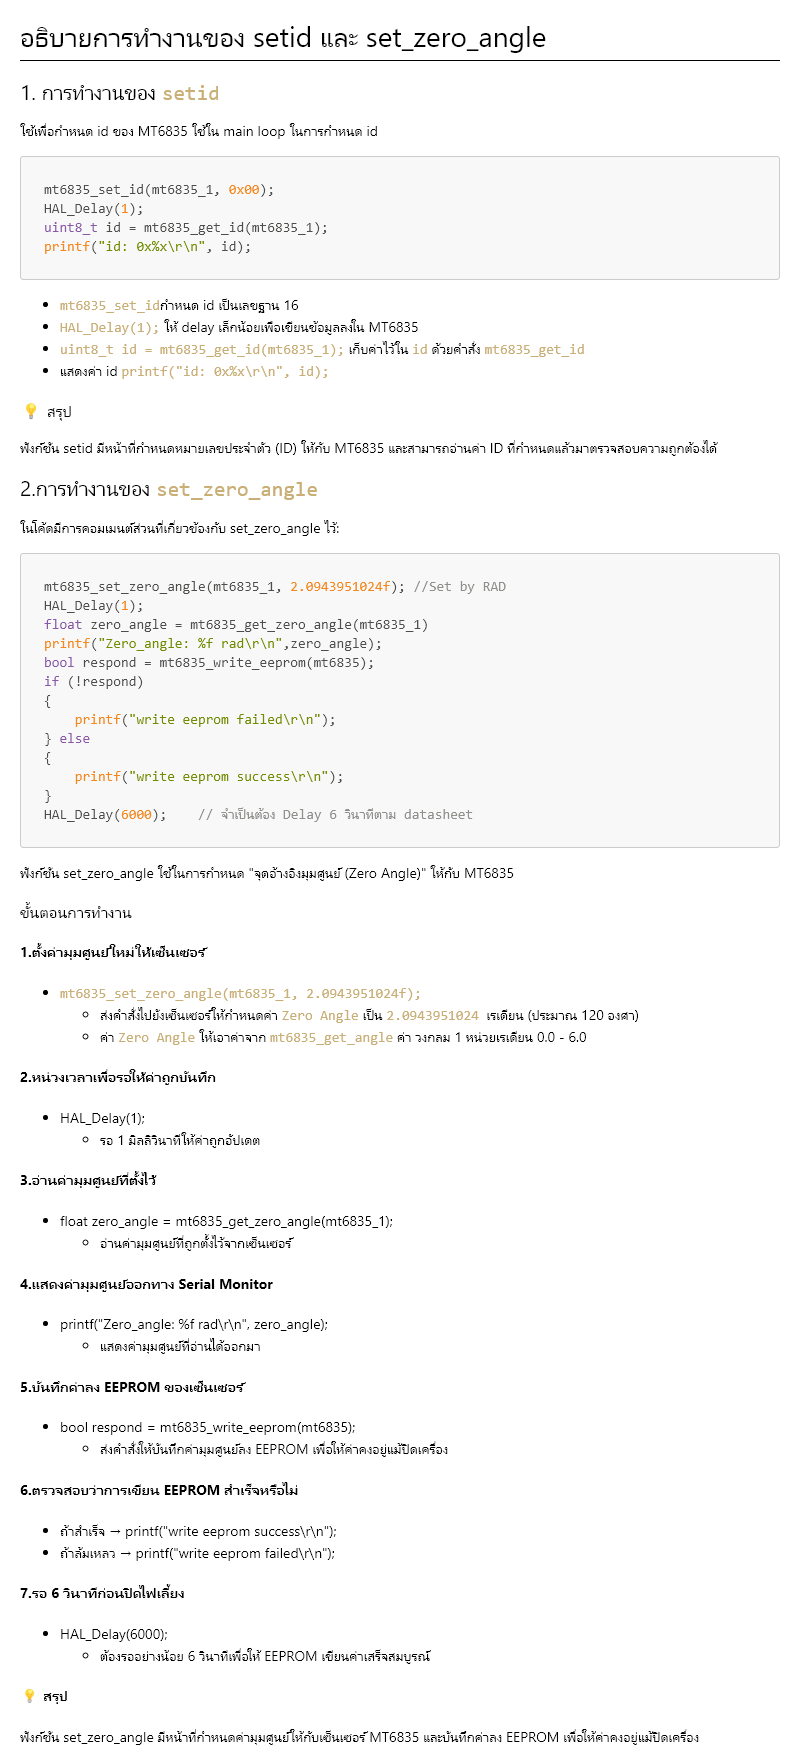 อธิบายการทำงานของ setid และ set_zero_angle
1. การทำงานของ setid
ใช้เพื่อกำหนด id ของ MT6835 ใช้ใน main loop ในการกำหนด id
mt6835_set_id(mt6835_1, 0x00);
HAL_Delay(1);
uint8_t id = mt6835_get_id(mt6835_1);
printf("id: 0x%x\r\n", id);
• mt6835_set_idกำหนด id เป็นเลขฐาน 16
• HAL_Delay(1); ให้ delay เล็กน้อยเพื่อเขียนข้อมูลลงใน MT6835
• uint8_t id = mt6835_get_id(mt6835_1); เก็บค่าไว้ใน id ด้วยคำสั่ง mt6835_get_id
• แสดงค่า id printf("id: 0x%x\r\n", id);
💡 สรุป
ฟังก์ชัน setid มีหน้าที่กำหนดหมายเลขประจำตัว (ID) ให้กับ MT6835 และสามารถอ่านค่า ID ที่กำหนดแล้วมาตรวจสอบความถูกต้องได้
2.การทำงานของ set_zero_angle
ในโค้ดมีการคอมเมนต์ส่วนที่เกี่ยวข้องกับ set_zero_angle ไว้:
mt6835_set_zero_angle(mt6835_1, 2.0943951024f); //Set by RAD
HAL_Delay(1);
float zero_angle = mt6835_get_zero_angle(mt6835_1)
printf("Zero_angle: %f rad\r\n",zero_angle);
bool respond = mt6835_write_eeprom(mt6835);
if (!respond)
{
    printf("write eeprom failed\r\n");
} else
{
    printf("write eeprom success\r\n");
}
HAL_Delay(6000);    // จำเป็นต้อง Delay 6 วินาทีตาม datasheet
ฟังก์ชัน set_zero_angle ใช้ในการกำหนด "จุดอ้างอิงมุมศูนย์ (Zero Angle)" ให้กับ MT6835
ขั้นตอนการทำงาน
1.ตั้งค่ามุมศูนย์ใหม่ให้เซ็นเซอร์
• mt6835_set_zero_angle(mt6835_1, 2.0943951024f);
◦ ส่งคำสั่งไปยังเซ็นเซอร์ให้กำหนดค่า Zero Angle เป็น 2.0943951024 เรเดียน (ประมาณ 120 องศา)
◦ ค่า Zero Angle ให้เอาค่าจาก mt6835_get_angle ค่า วงกลม 1 หน่วยเรเดียน 0.0 - 6.0
2.หน่วงเวลาเพื่อรอให้ค่าถูกบันทึก
• HAL_Delay(1);
◦ รอ 1 มิลลิวินาทีให้ค่าถูกอัปเดต
3.อ่านค่ามุมศูนย์ที่ตั้งไว้
• float zero_angle = mt6835_get_zero_angle(mt6835_1);
◦ อ่านค่ามุมศูนย์ที่ถูกตั้งไว้จากเซ็นเซอร์
4.แสดงค่ามุมศูนย์ออกทาง Serial Monitor
• printf("Zero_angle: %f rad\r\n", zero_angle);
◦ แสดงค่ามุมศูนย์ที่อ่านได้ออกมา
5.บันทึกค่าลง EEPROM ของเซ็นเซอร์
• bool respond = mt6835_write_eeprom(mt6835);
◦ ส่งคำสั่งให้บันทึกค่ามุมศูนย์ลง EEPROM เพื่อให้ค่าคงอยู่แม้ปิดเครื่อง
6.ตรวจสอบว่าการเขียน EEPROM สำเร็จหรือไม่
• ถ้าสำเร็จ → printf("write eeprom success\r\n");
• ถ้าล้มเหลว → printf("write eeprom failed\r\n");
7.รอ 6 วินาทีก่อนปิดไฟเลี้ยง
• HAL_Delay(6000);
◦ ต้องรออย่างน้อย 6 วินาทีเพื่อให้ EEPROM เขียนค่าเสร็จสมบูรณ์
💡 สรุป
ฟังก์ชัน set_zero_angle มีหน้าที่กำหนดค่ามุมศูนย์ให้กับเซ็นเซอร์ MT6835 และบันทึกค่าลง EEPROM เพื่อให้ค่าคงอยู่แม้ปิดเครื่อง